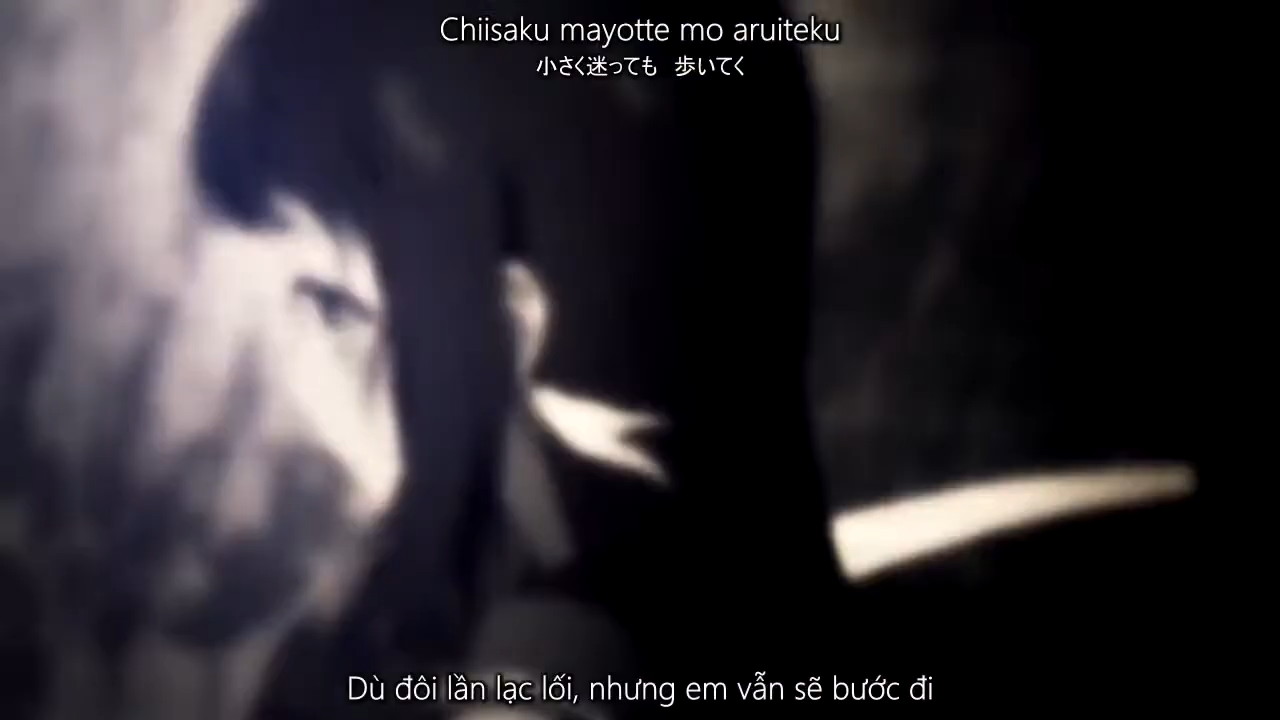 Chiisaku mayotte mo aruiteku
小さく迷っても　歩いてく
Dù đôi lần lạc lối, nhưng em vẫn sẽ bước đi